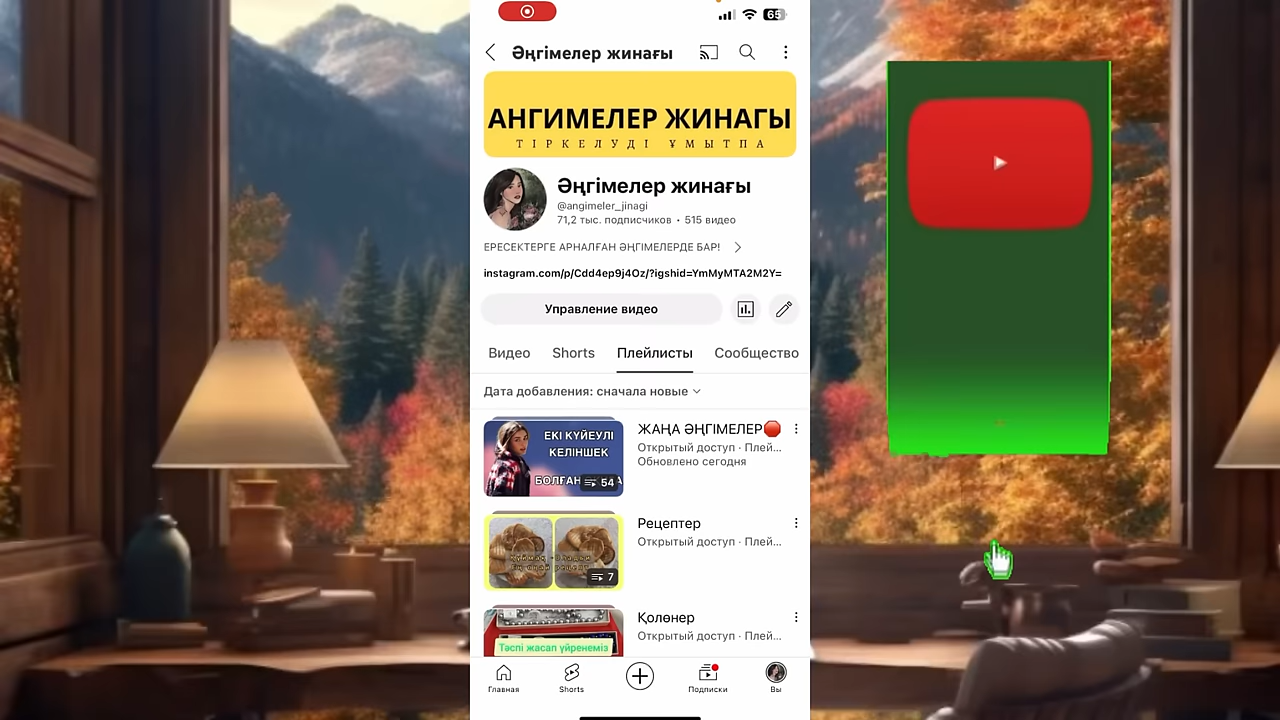 65
Әңгімелер жинағы
АНГИМЕЛЕР ЖИНАГЫ
ТІРКЕЛУДІ ҰМЫТПА
Әңгімелер жинағы
@angimeler_jinagi
71,2 тыс. подписчиков • 515 видео
ЕРЕСЕКТЕРГЕ АРНАЛҒАН ӘҢГІМЕЛЕРДЕ БАР!
instagram.com/p/Cdd4ep9j4Oz/?igshid=YmMyMTA2M2Y=
Управление видео
Видео Shorts Плейлисты Сообщество
Дата добавления: сначала новые
ЕКІ КҮЙЕУЛІ
КЕЛІНШЕК
54
ЖАҢА ӘҢГІМЕЛЕР
Открытый доступ · Плей...
Обновлено сегодня
7
Рецептер
Открытый доступ · Плей...
Тәспі жасап үйренеміз
Қолөнер
Открытый доступ · Плей...
Главная Shorts Подписки Вы